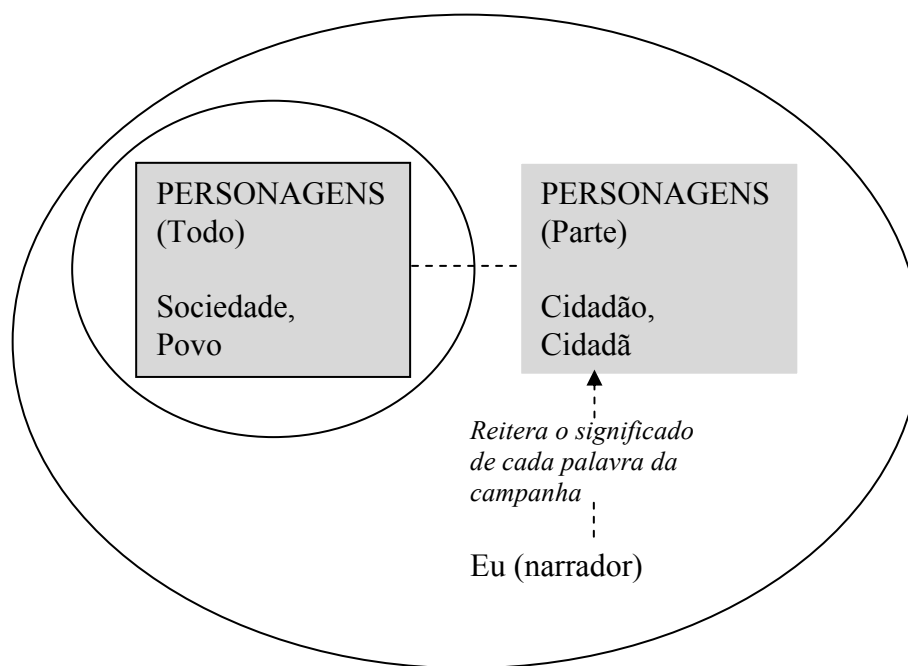 PERSONAGENS
(Todo)
Sociedade,
Povo
PERSONAGENS
(Parte)
Cidadão,
Cidadã
Reitera o significado
de cada palavra da
campanha
Eu (narrador)